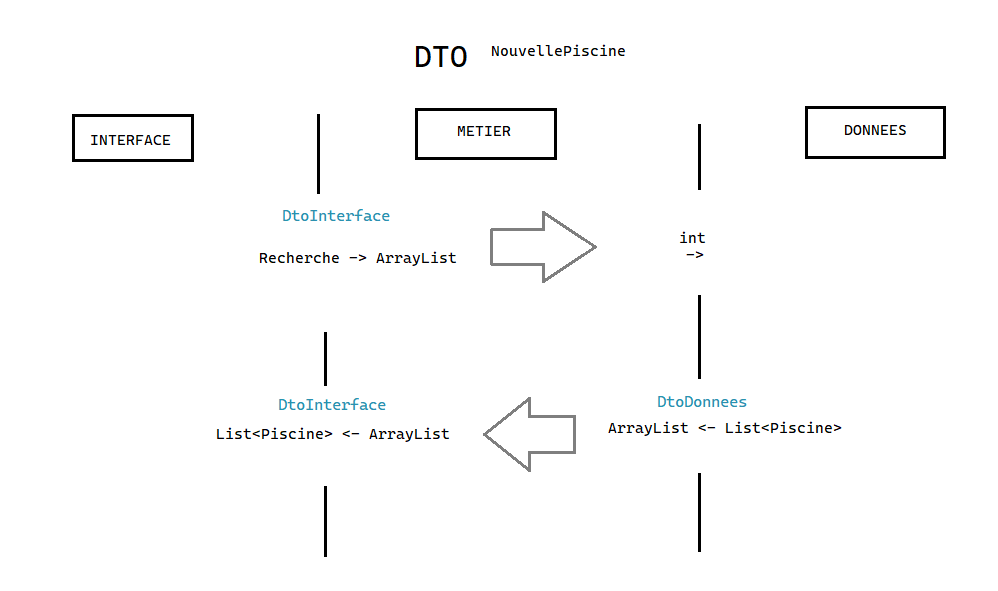 DTO NouvellePiscine
INTERFACE
METIER
DONNEES
DtoInterface
Recherche -> ArrayList
int
->
DtoInterface
List<Piscine> <- ArrayList
DtoDonnees
ArrayList <- List<Piscine>